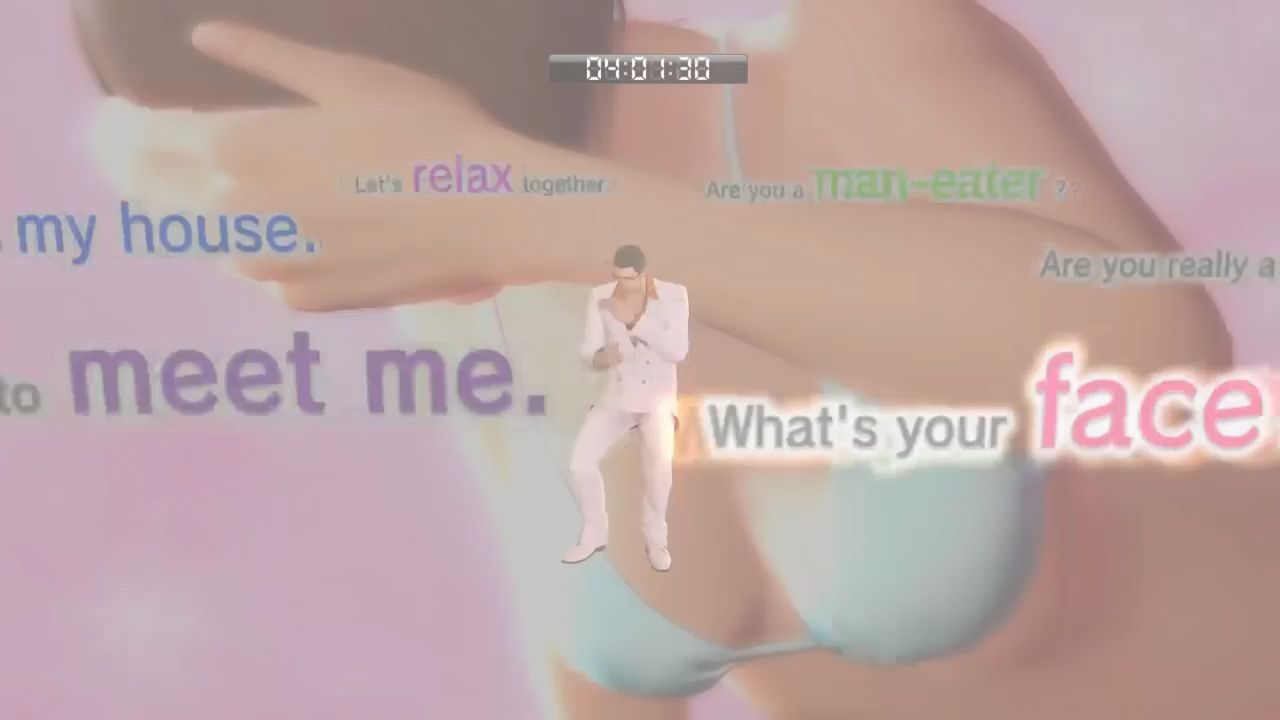 04:01:30
Let's relax together
Are you a man-eater ??
my house.
Are you really a
to meet me.
What's your face